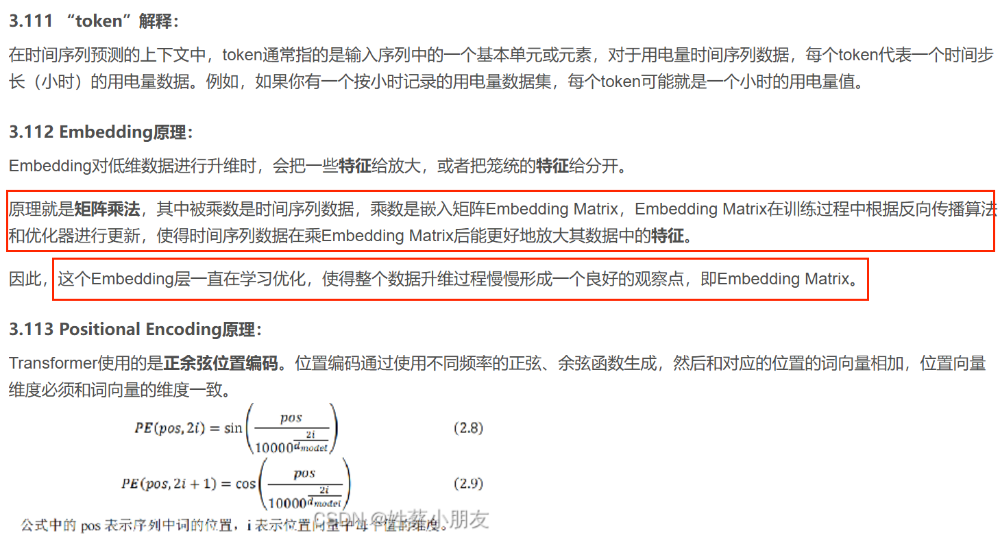 3.111 “token”解释：
在时间序列预测的上下文中，token通常指的是输入序列中的一个基本单元或元素，对于用电量时间序列数据，每个token代表一个时间步
长（小时）的用电量数据。例如，如果你有一个按小时记录的用电量数据集，每个token可能就是一个小时的用电量值。
3.112 Embedding原理：
Embedding对低维数据进行升维时，会把一些特征给放大，或者把笼统的特征给分开。
原理就是矩阵乘法，其中被乘数是时间序列数据，乘数是嵌入矩阵Embedding Matrix，Embedding Matrix在训练过程中根据反向传播算法
和优化器进行更新，使得时间序列数据在乘Embedding Matrix后能更好地放大其数据中的特征。
因此，这个Embedding层一直在学习优化，使得整个数据升维过程慢慢形成一个良好的观察点，即Embedding Matrix。
3.113 Positional Encoding原理：
Transformer使用的是正余弦位置编码。位置编码通过使用不同频率的正弦、余弦函数生成，然后和对应的位置的词向量相加，位置向量
维度必须和词向量的维度一致。
PE(pos, 2i) = sin(pos / 10000^(2i / d_model)) (2.8)
PE(pos, 2i + 1) = cos(pos / 10000^(2i / d_model)) (2.9)
公式中的 pos 表示序列中词的位置，i 表示位置向量中每个值的维度。
CSDN @姓蔡小朋友